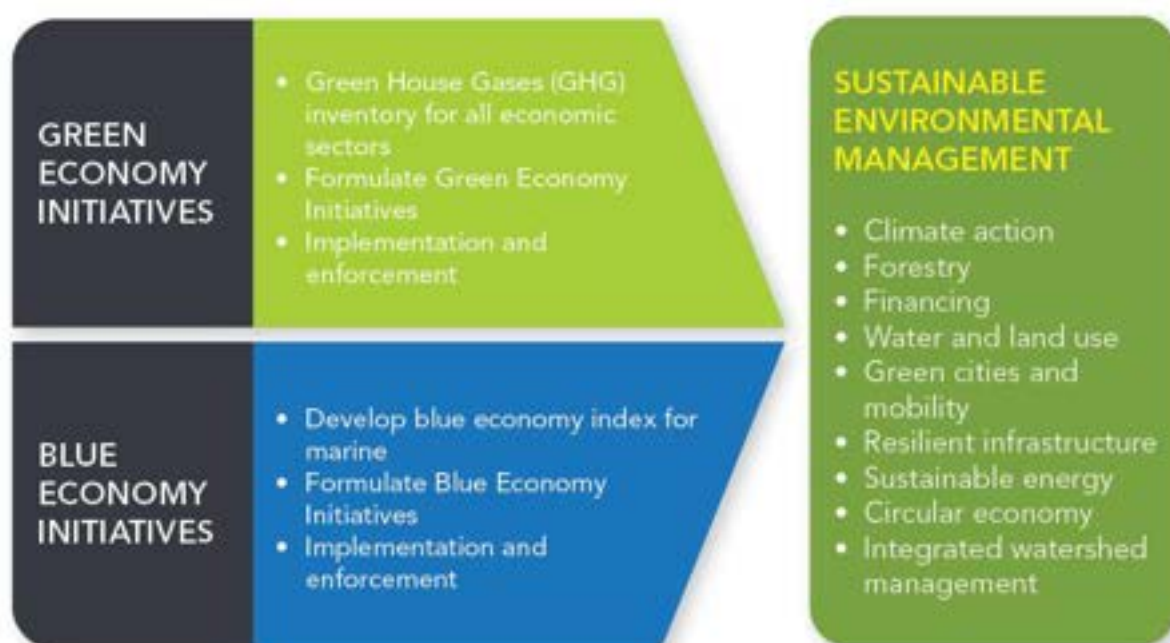 GREEN
ECONOMY
INITIATIVES
• Green House Gases (GHG)
inventory for all economic
sectors
• Formulate Green Economy
Initiatives
• Implementation and
enforcement
BLUE
ECONOMY
INITIATIVES
• Develop blue economy index for
marine
• Formulate Blue Economy
Initiatives
• Implementation and
enforcement
SUSTAINABLE
ENVIRONMENTAL
MANAGEMENT
• Climate action
• Forestry
• Financing
• Water and land use
• Green cities and
mobility
• Resilient infrastructure
• Sustainable energy
• Circular economy
• Integrated watershed
management